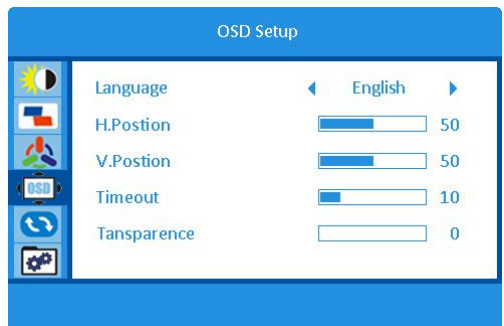 OSD Setup
Language English
H.Postion 50
V.Postion 50
OSD
Timeout 10
Tansparence 0